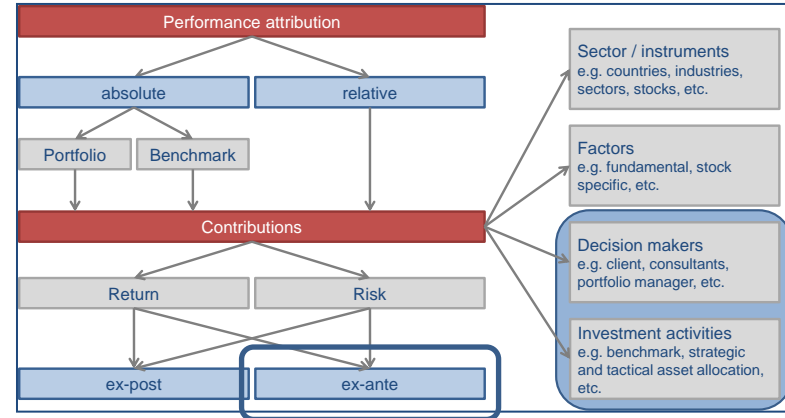 Performance attribution
absolute
relative
Portfolio
Benchmark
Contributions
Return
Risk
ex-post
ex-ante
Sector / instruments
e.g. countries, industries,
sectors, stocks, etc.
Factors
e.g. fundamental, stock
specific, etc.
Decision makers
e.g. client, consultants,
portfolio manager, etc.
Investment activities
e.g. benchmark, strategic
and tactical asset allocation,
etc.